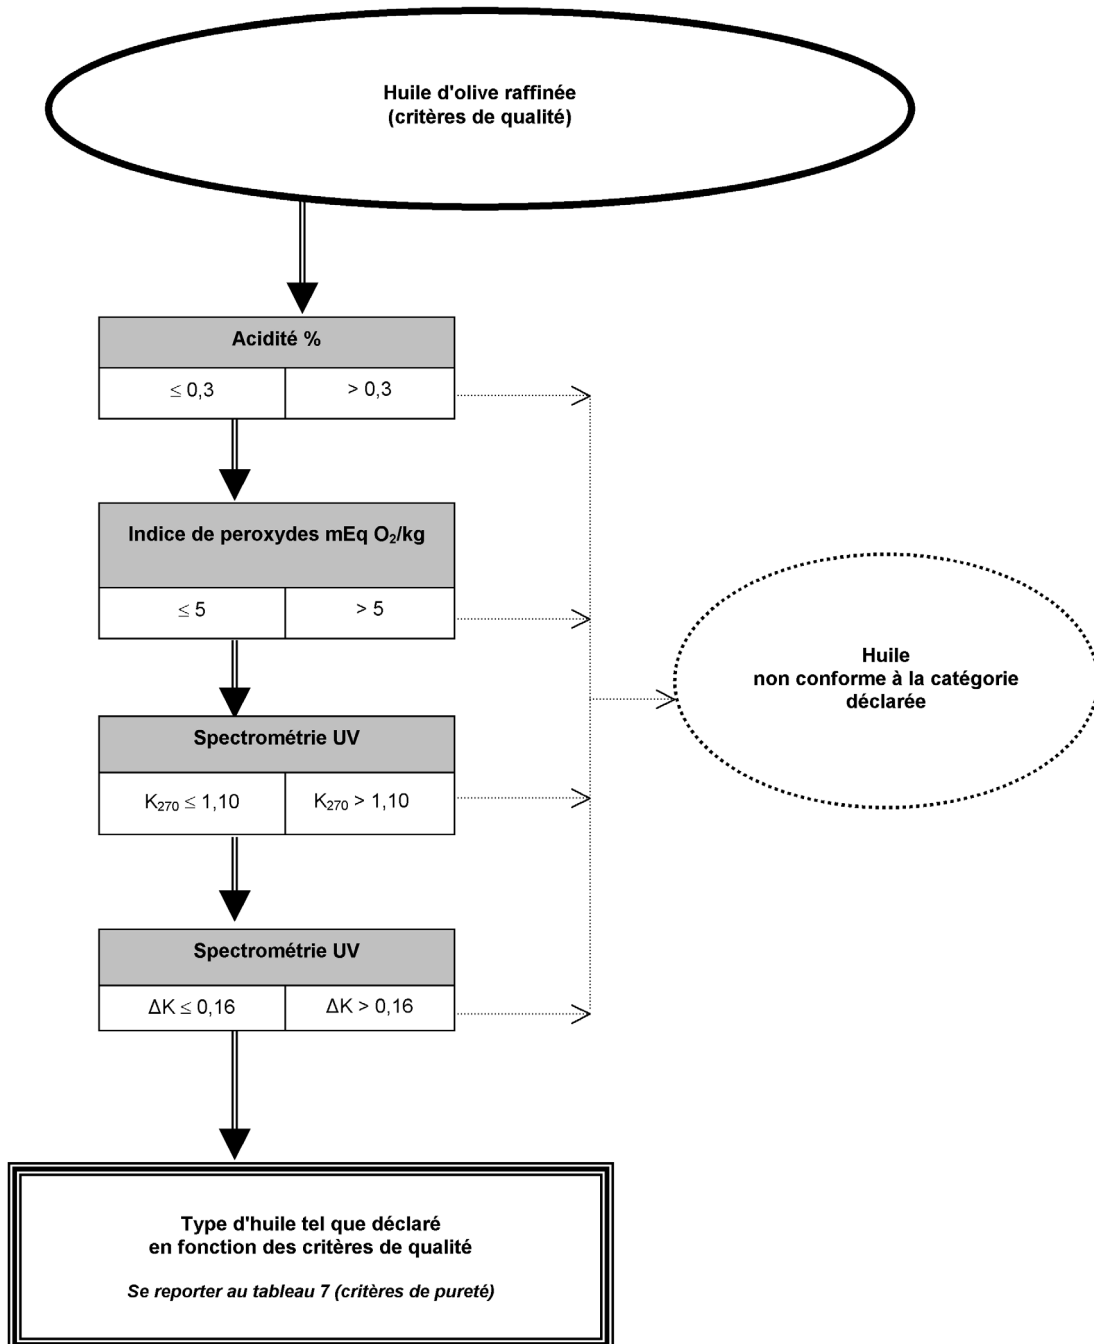 Huile d'olive raffinée
(critères de qualité)
Acidité %
≤ 0,3
> 0,3
Indice de peroxydes mEq O₂/kg
≤ 5
> 5
Huile
non conforme à la catégorie
déclarée
Spectrométrie UV
K₂₇₀ ≤ 1,10
K₂₇₀ > 1,10
Spectrométrie UV
ΔK ≤ 0,16
ΔK > 0,16
Type d'huile tel que déclaré
en fonction des critères de qualité
Se reporter au tableau 7 (critères de pureté)